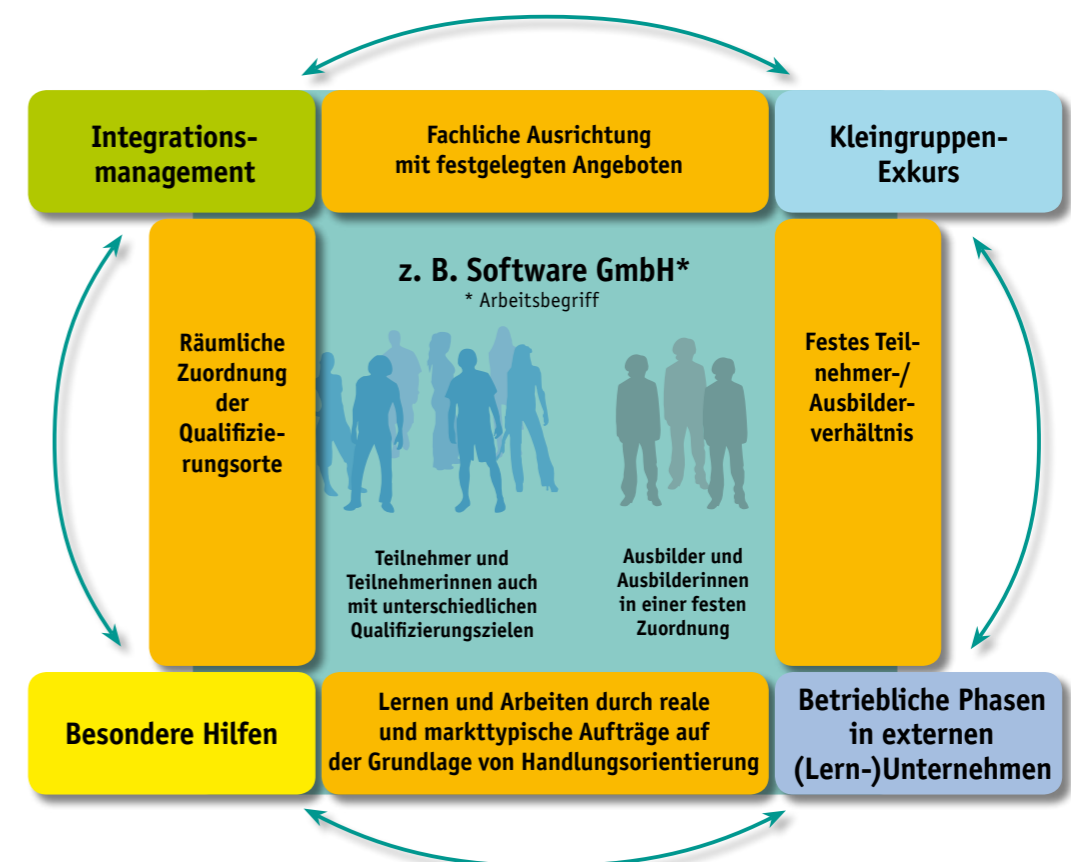 Integrations-
management
Fachliche Ausrichtung
mit festgelegten Angeboten
Kleingruppen-
Exkurs
z. B. Software GmbH*
* Arbeitsbegriff
Räumliche
Zuordnung
der
Qualifizie-
rungsorte
Festes Teil-
nehmer-/
Ausbilder-
verhältnis
Teilnehmer und
Teilnehmerinnen auch
mit unterschiedlichen
Qualifizierungszielen
Ausbilder und
Ausbilderinnen
in einer festen
Zuordnung
Besondere Hilfen
Lernen und Arbeiten durch reale
und markttypische Aufträge auf
der Grundlage von Handlungsorientierung
Betriebliche Phasen
in externen
(Lern-)Unternehmen